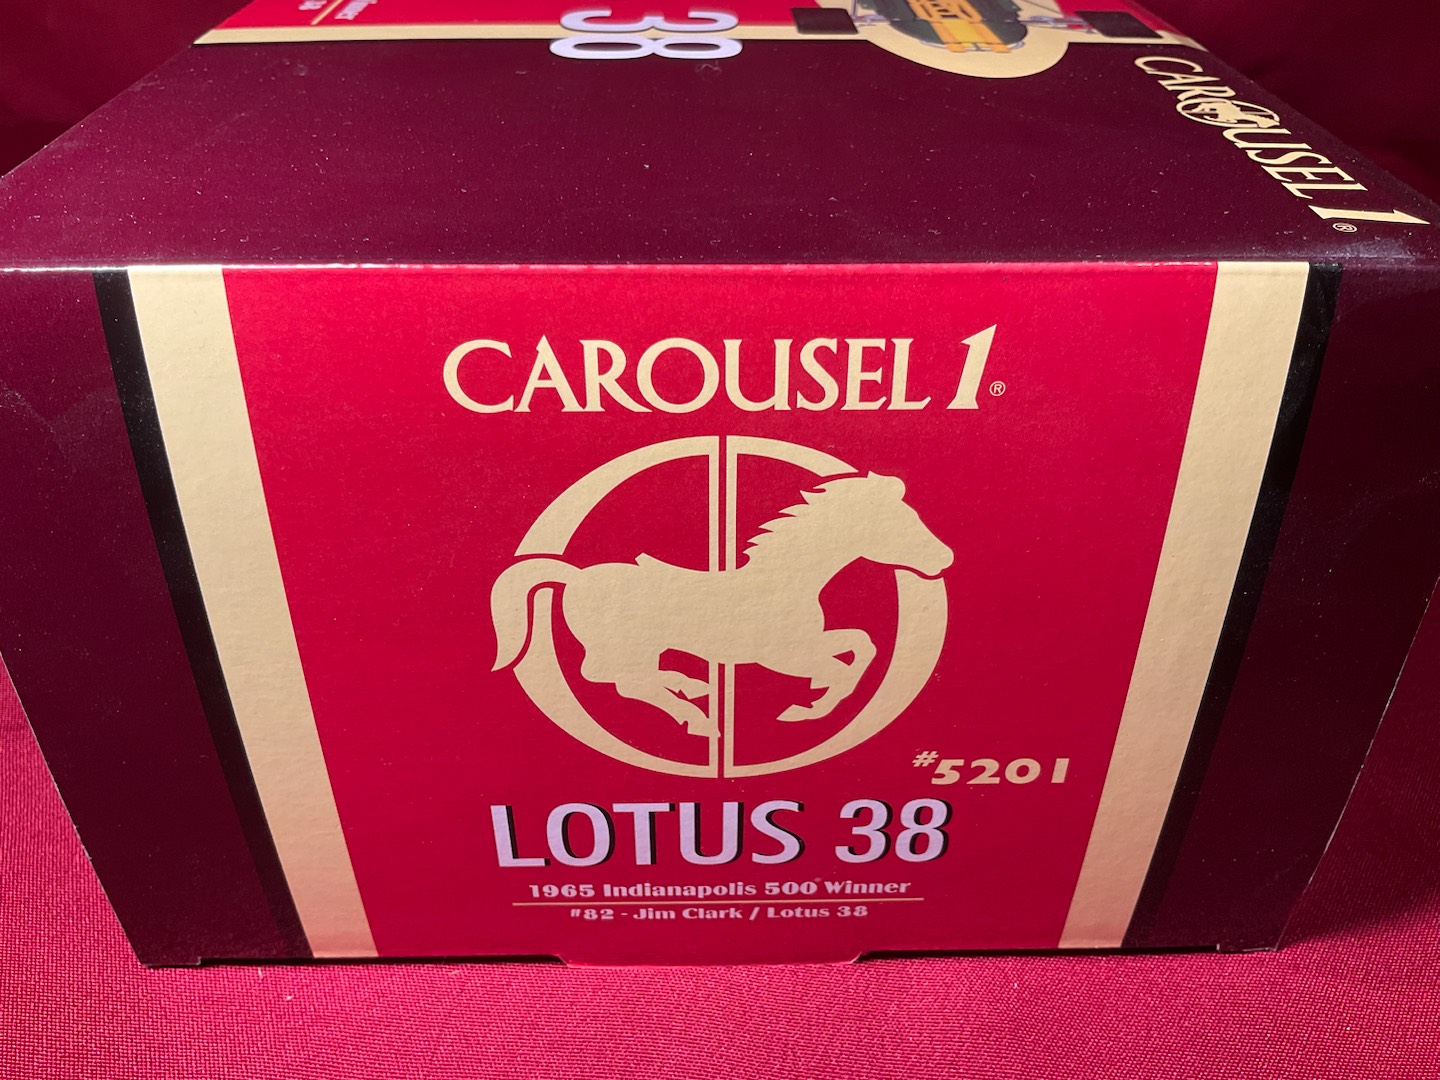 38
CAROUSEL 1®
CAROUSEL 1®
#5201
LOTUS 38
1965 Indianapolis 500® Winner
#82 - Jim Clark / Lotus 38